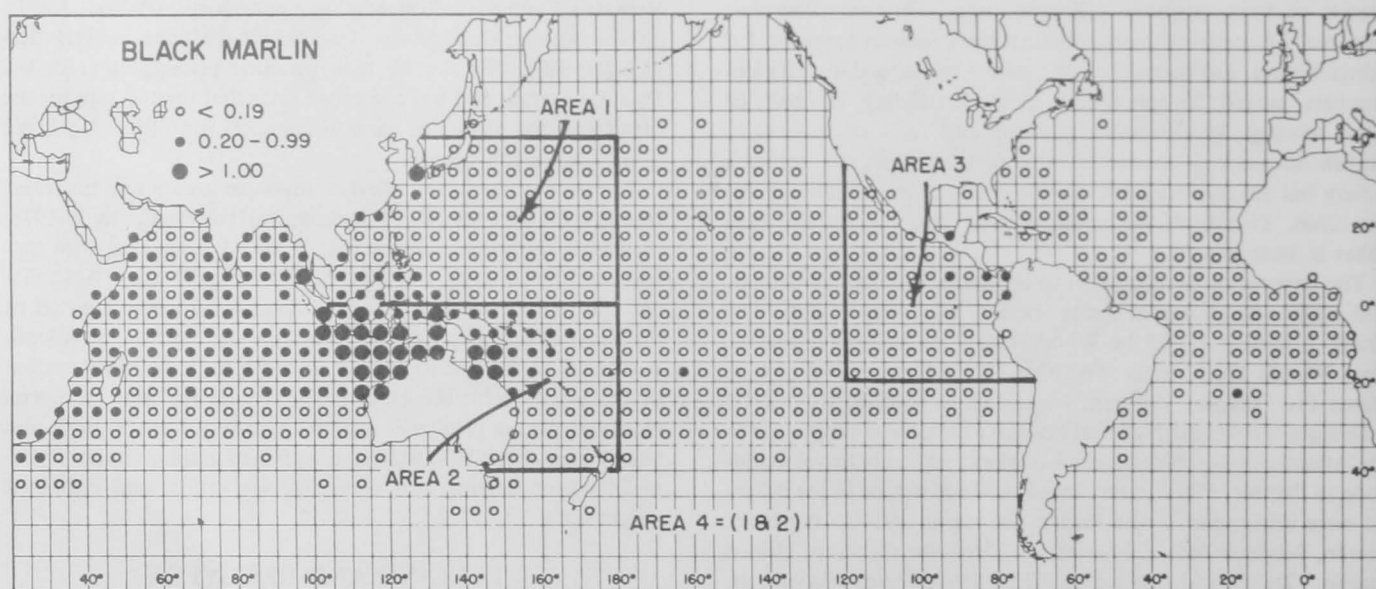 BLACK MARLIN
< 0.19
0.20 - 0.99
> 1.00
AREA 1
AREA 3
AREA 2
AREA 4 = (1 & 2)
40°
20°
0°
20°
40°
40° 60° 80° 100° 120° 140° 160° 180° 160° 140° 120° 100° 80° 60° 40° 20° 0°